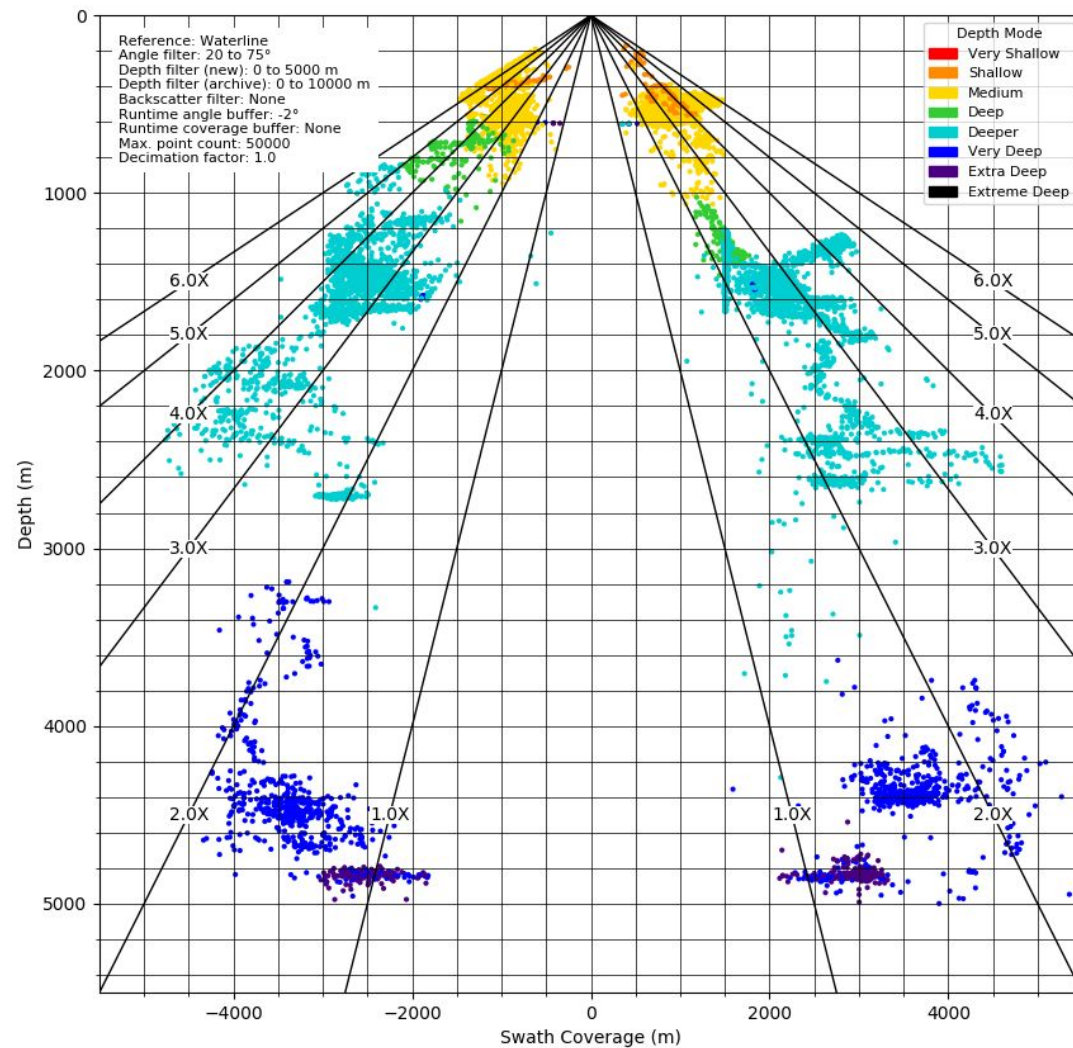 Reference: Waterline
Angle filter: 20 to 75°
Depth filter (new): 0 to 5000 m
Depth filter (archive): 0 to 10000 m
Backscatter filter: None
Runtime angle buffer: -2°
Runtime coverage buffer: None
Max. point count: 50000
Decimation factor: 1.0
Depth Mode
Very Shallow
Shallow
Medium
Deep
Deeper
Very Deep
Extra Deep
Extreme Deep
0
1000
2000
3000
4000
5000
Depth (m)
6.0X
6.0X
5.0X
5.0X
4.0X
4.0X
3.0X
3.0X
2.0X
1.0X
1.0X
2.0X
−4000
−2000
0
2000
4000
Swath Coverage (m)